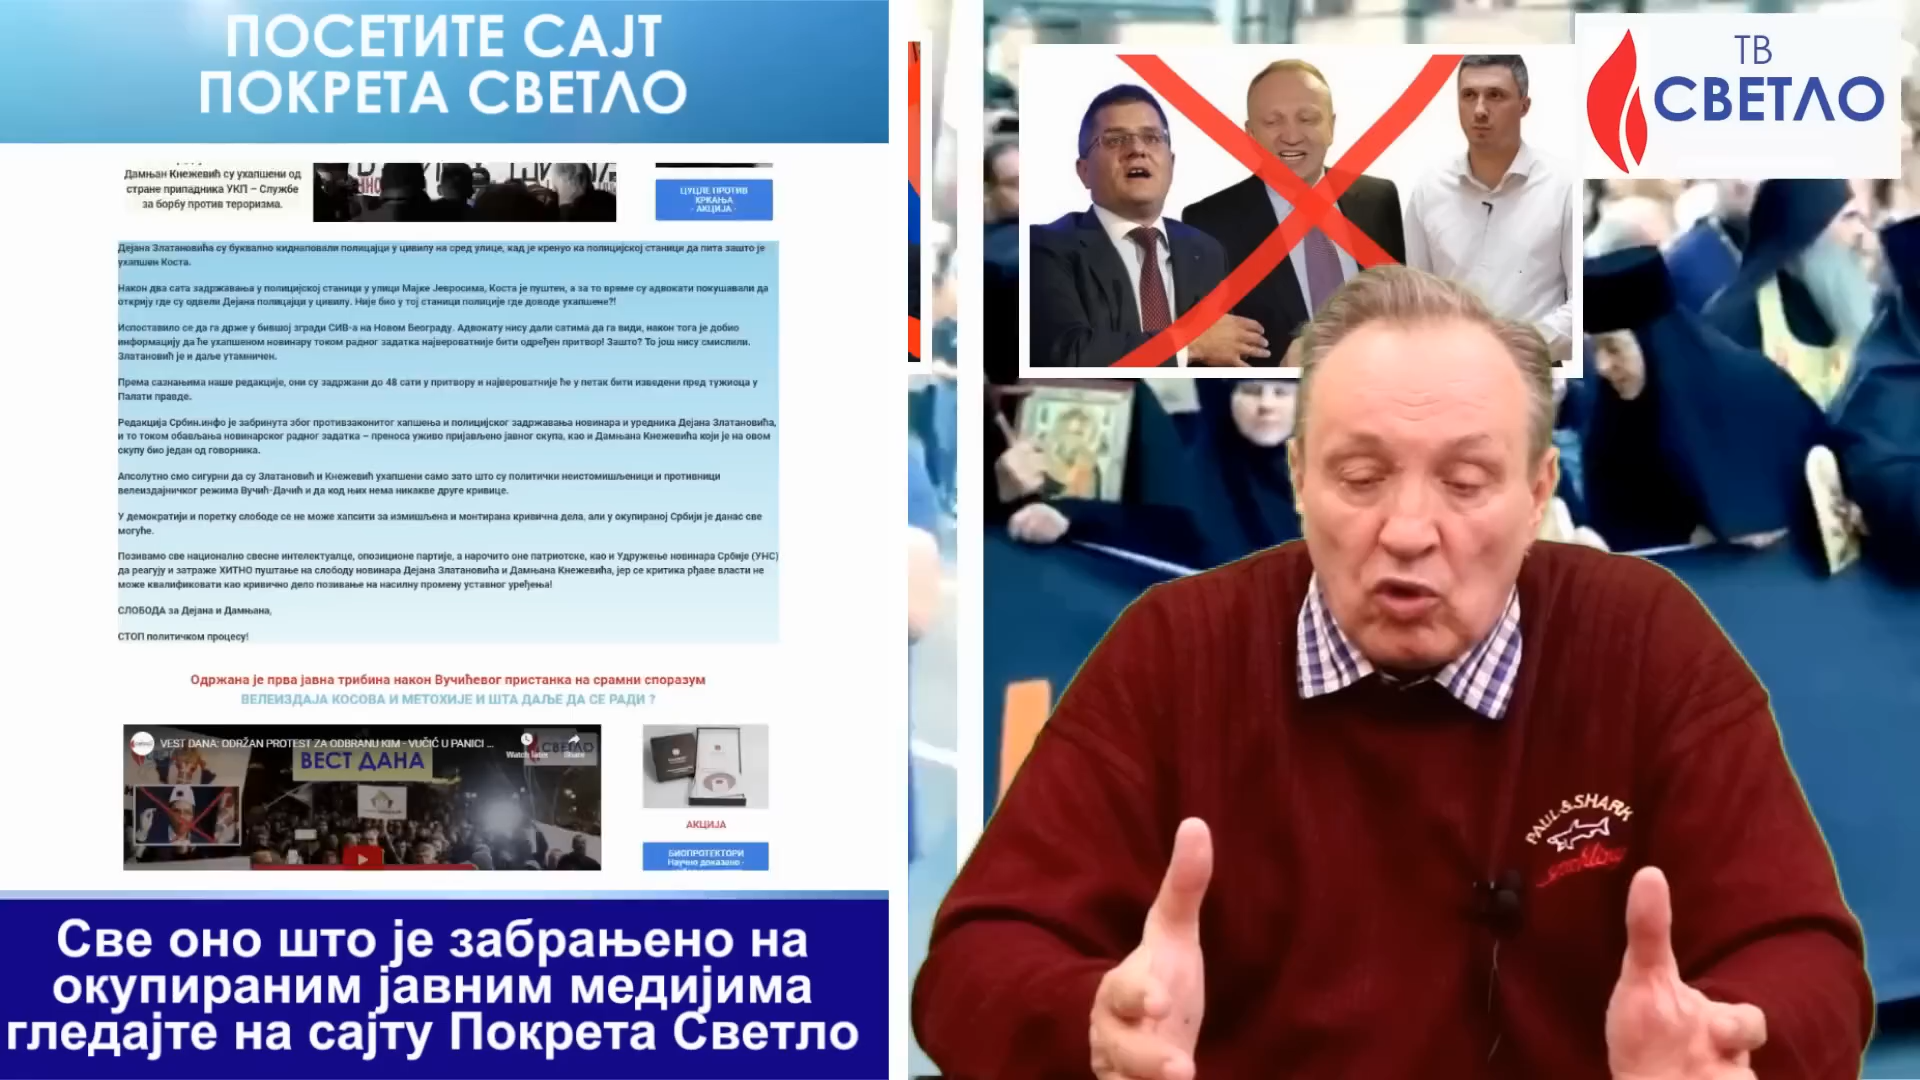 ПОСЕТИТЕ САЈТ
ПОКРЕТА СВЕТЛО
Дамњан Кнежевић су ухапшени од
стране припадника УКП – Службе
за борбу против тероризма.
ЦУЦЛЕ ПРОТИВ
КРКАЊА
- АКЦИЈА -
Дејана Златановића су буквално киднаповали полицајци у цивилу на сред улице, кад је кренуо ка полицијској станици да пита зашто је
ухапшен Коста.
Након два сата задржавања у полицијској станици у улици Мајке Јевросима, Коста је пуштен, а за то време су адвокати покушавали да
открију где су одвели Дејана полицајци у цивилу. Није био у тој станици полиције где доводе ухапшене?!
Испоставило се да га држе у бившој згради СИВ-а на Новом Београду. Адвокату нису дали сатима да га види, након тога је добио
информацију да ће ухапшеном новинару током радног задатка највероватније бити одређен притвор! Зашто? То још нису смислили.
Златановић је и даље утамничен.
Према сазнањима наше редакције, они су задржани до 48 сати у притвору и највероватније ће у петак бити изведени пред тужиоца у
Палати правде.
Редакција Србин.инфо је забринута због противзаконитог хапшења и полицијског задржавања новинара и уредника Дејана Златановића,
и то током обављања новинарског радног задатка – преноса уживо пријављено јавног скупа, као и Дамњана Кнежевића који је на овом
скупу био један од говорника.
Апсолутно смо сигурни да су Златановић и Кнежевић ухапшени само зато што су политички неистомишљеници и противници
велеиздајничког режима Вучић-Дачић и да код њих нема никакве друге кривице.
У демократији и поретку слободе се не може хапсити за измишљена и монтирана кривична дела, али у окупираној Србији је данас све
могуће.
Позивамо све национално свесне интелектуалце, опозиционе партије, а нарочито оне патриотске, као и Удружење новинара Србије (УНС)
да реагују и затраже ХИТНО пуштање на слободу новинара Дејана Златановића и Дамњана Кнежевића, јер се критика рђаве власти не
може квалификовати као кривично дело позивање на насилну промену уставног уређења!
СЛОБОДА за Дејана и Дамњана,
СТОП политичком процесу!
Одржана је прва јавна трибина након Вучићевог пристанка на срамни споразум
ВЕЛЕИЗДАЈА КОСОВА И МЕТОХИЈЕ И ШТА ДАЉЕ ДА СЕ РАДИ ?
VEST DANA: ODRŽAN PROTEST ZA ODBRANU KIM - VUČIĆ U PANICI ...
Watch later
Share
СВЕТЛО
ВЕСТ ДАНА
АКЦИЈА
БИОПРОТЕКТОРИ
Научно доказано -
Све оно што је забрањено на
окупираним јавним медијима
гледајте на сајту Покрета Светло
ТВ
СВЕТЛО
PAUL & SHARK
yachting